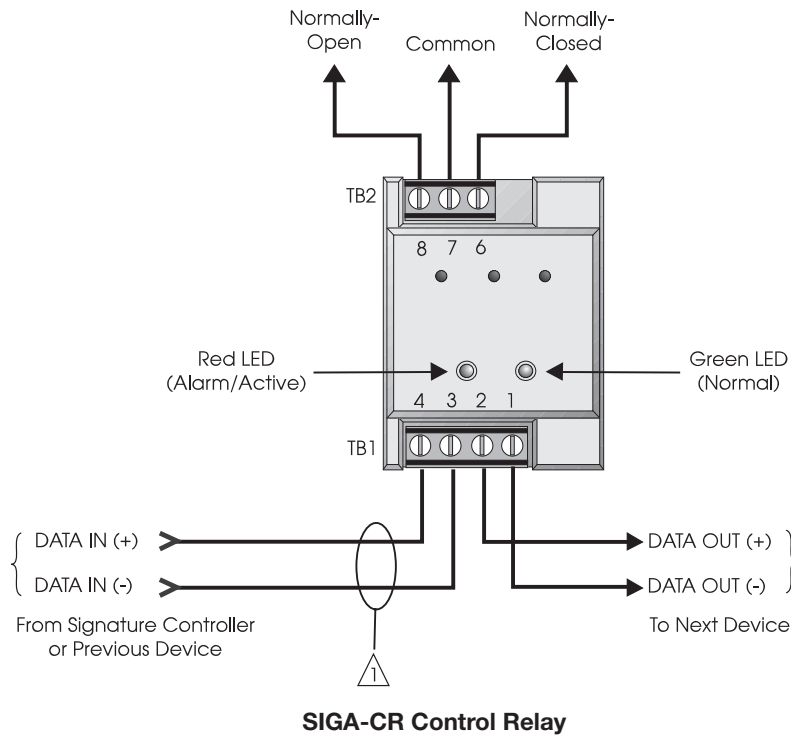 Normally-
Open
Common
Normally-
Closed
TB2
8 7 6
Red LED
(Alarm/Active)
Green LED
(Normal)
4 3 2 1
TB1
DATA IN (+)
DATA OUT (+)
DATA IN (-)
DATA OUT (-)
From Signature Controller
or Previous Device
To Next Device
1
SIGA-CR Control Relay